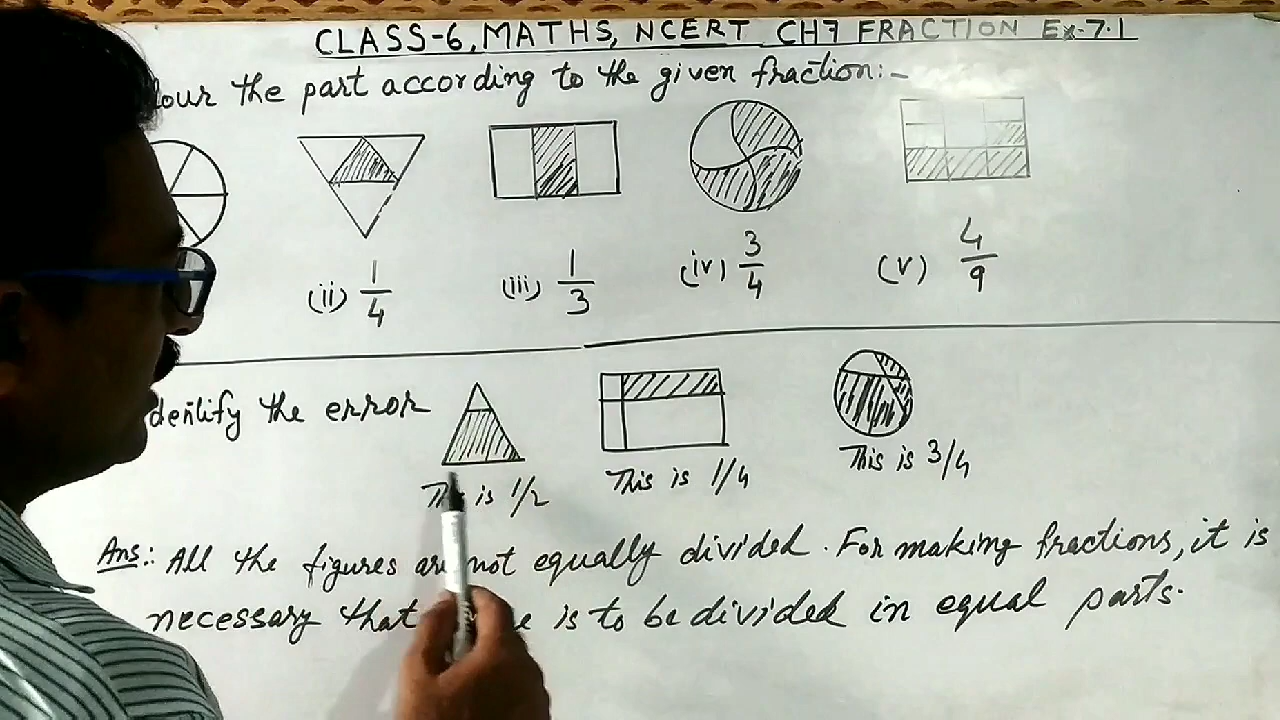 CLASS-6, MATHS, NCERT CH7 FRACTION Ex-7.1
lour the part according to the given fraction:-
(ii) 1/4 (iii) 1/3 (iv) 3/4 (v) 4/9
dentify the error
This is 1/2 This is 1/4 This is 3/4
Ans:. All the figures are not equally divided. For making fractions, it is
necessary that is to be divided in equal parts.